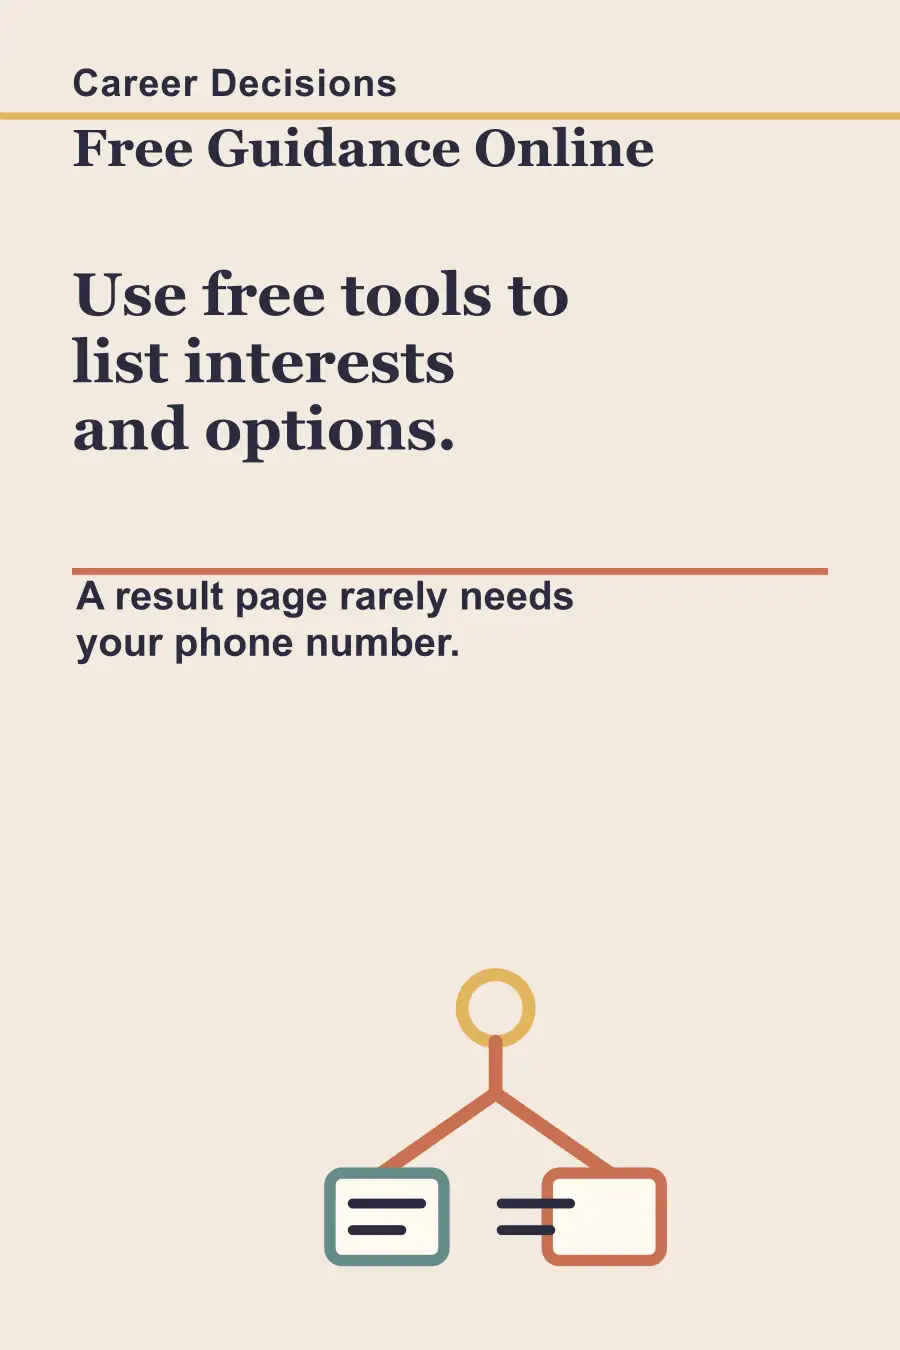 Career Decisions
Free Guidance Online
Use free tools to
list interests
and options.
A result page rarely needs
your phone number.